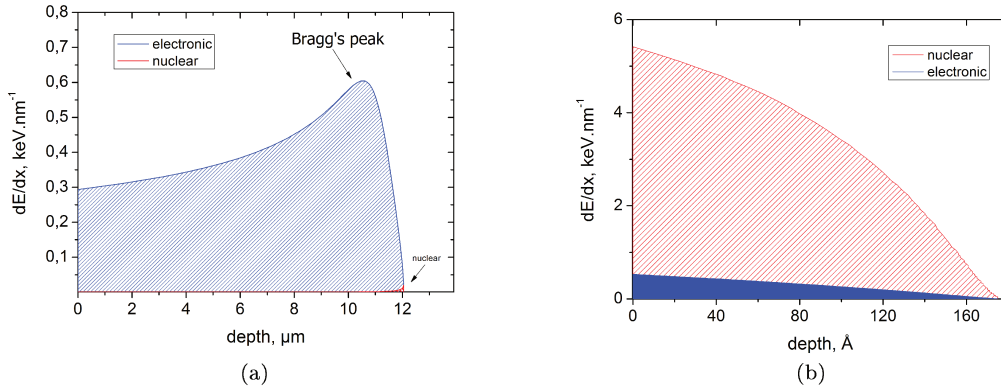 0,8
0,7
0,6
0,5
0,4
0,3
0,2
0,1
dE/dx, keV.nm⁻¹
electronic
nuclear
Bragg's peak
nuclear
0 2 4 6 8 10 12
depth, µm
(a)
6
4
2
0
dE/dx, keV.nm⁻¹
nuclear
electronic
0 40 80 120 160
depth, Å
(b)